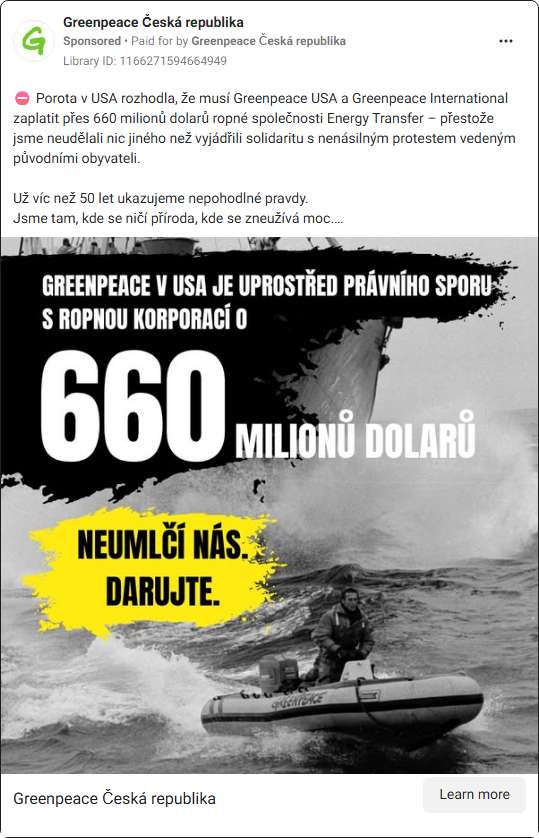 Greenpeace Česká republika
Sponsored • Paid for by Greenpeace Česká republika
Library ID: 1166271594664949
⛔ Porota v USA rozhodla, že musí Greenpeace USA a Greenpeace International
zaplatit přes 660 milionů dolarů ropné společnosti Energy Transfer – přestože
jsme neudělali nic jiného než vyjádřili solidaritu s nenásilným protestem vedeným
původními obyvateli.
Už víc než 50 let ukazujeme nepohodlné pravdy.
Jsme tam, kde se ničí příroda, kde se zneužívá moc....
GREENPEACE V USA JE UPROSTŘED PRÁVNÍHO SPORU
S ROPNOU KORPORACÍ O
660 MILIONŮ DOLARŮ
NEUMLČÍ NÁS.
DARUJTE.
GREENPEACE
Greenpeace Česká republika
Learn more